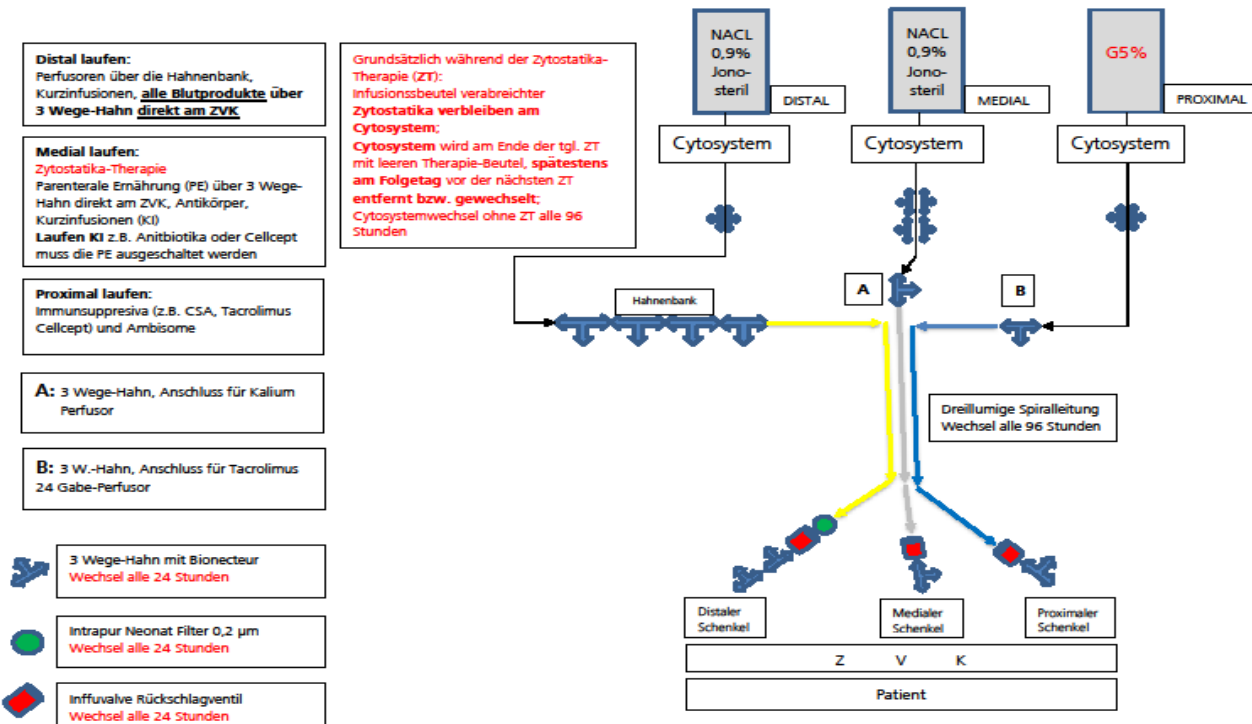 Distal laufen:
Perfusoren über die Hahnenbank,
Kurzinfusionen, alle Blutprodukte über
3 Wege-Hahn direkt am ZVK
Medial laufen:
Zytostatika-Therapie
Parenterale Ernährung (PE) über 3 Wege-
Hahn direkt am ZVK, Antikörper,
Kurzinfusionen (KI)
Laufen KI z.B. Anitbiotika oder Cellcept
muss die PE ausgeschaltet werden
Proximal laufen:
Immunsuppresiva (z.B. CSA, Tacrolimus
Cellcept) und Ambisome
A: 3 Wege-Hahn, Anschluss für Kalium
Perfusor
B: 3 W.-Hahn, Anschluss für Tacrolimus
24 Gabe-Perfusor
3 Wege-Hahn mit Bionecteur
Wechsel alle 24 Stunden
Intrapur Neonat Filter 0,2 µm
Wechsel alle 24 Stunden
Inffuvalve Rückschlagventil
Wechsel alle 24 Stunden
Grundsätzlich während der Zytostatika-
Therapie (ZT):
Infusionssbeutel verabreichter
Zytostatika verbleiben am
Cytosystem;
Cytosystem wird am Ende der tgl. ZT
mit leeren Therapie-Beutel, spätestens
am Folgetag vor der nächsten ZT
entfernt bzw. gewechselt;
Cytosystemwechsel ohne ZT alle 96
Stunden
NACL
0,9%
Jono-
steril
DISTAL
NACL
0,9%
Jono-
steril
MEDIAL
G5%
PROXIMAL
Cytosystem
Cytosystem
Cytosystem
Hahnenbank
A
B
Dreillumige Spiralleitung
Wechsel alle 96 Stunden
Distaler
Schenkel
Medialer
Schenkel
Proximaler
Schenkel
Z V K
Patient